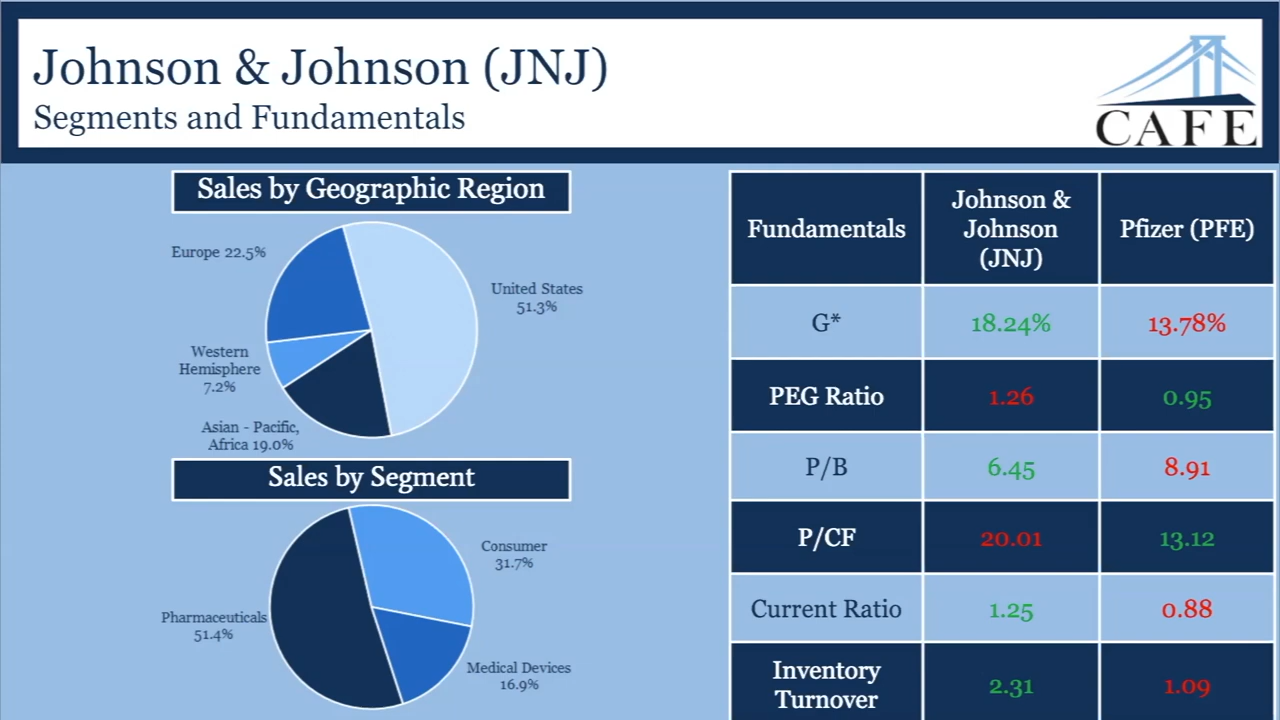 Johnson & Johnson (JNJ)
Segments and Fundamentals
CAFE
Sales by Geographic Region
Europe 22.5%
United States
51.3%
Western
Hemisphere
7.2%
Asian - Pacific,
Africa 19.0%
Sales by Segment
Consumer
31.7%
Pharmaceuticals
51.4%
Medical Devices
16.9%
Fundamentals
Johnson &
Johnson
(JNJ)
Pfizer (PFE)
G* 18.24% 13.78%
PEG Ratio 1.26 0.95
P/B 6.45 8.91
P/CF 20.01 13.12
Current Ratio 1.25 0.88
Inventory
Turnover
2.31 1.09